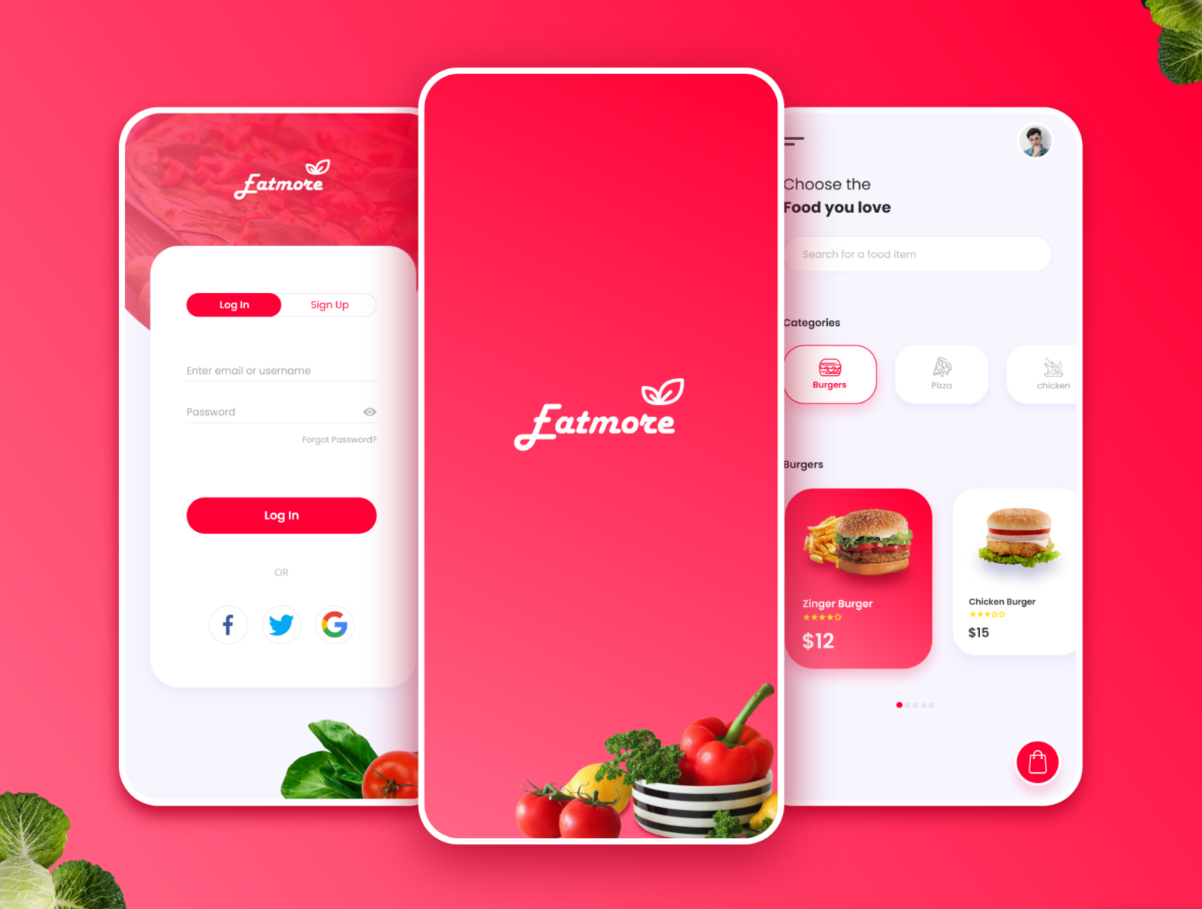 Eatmore
Log In
Sign Up
Enter email or username
Password
Forgot Password?
Log In
OR
Eatmore
Choose the
Food you love
Search for a food item
Categories
Burgers
Pizza
chicken
Burgers
Zinger Burger
$12
Chicken Burger
$15